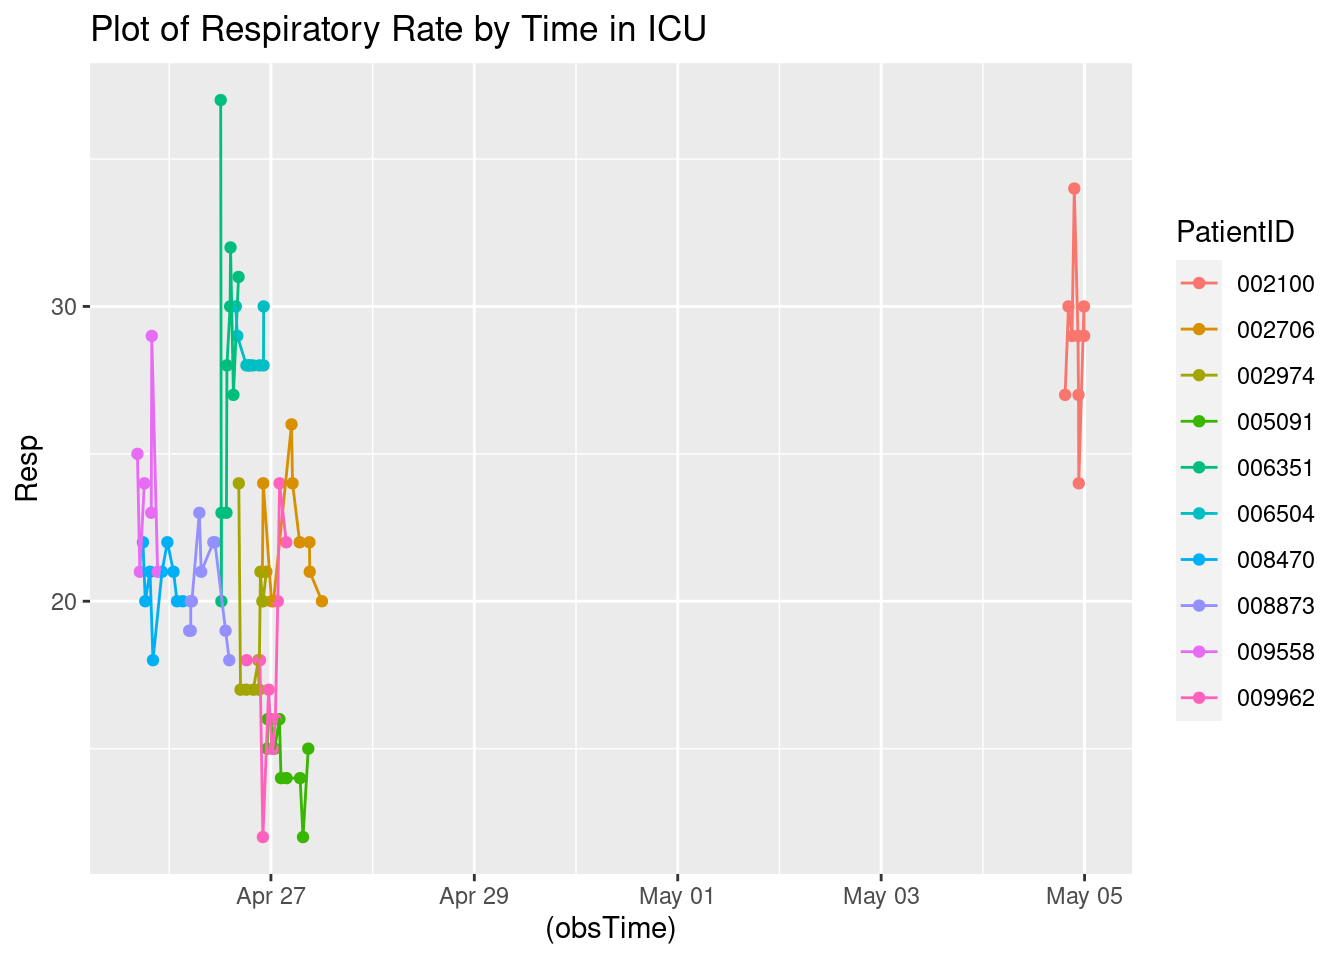 Plot of Respiratory Rate by Time in ICU
Resp
30
20
Apr 27
Apr 29
May 01
May 03
May 05
(obsTime)
PatientID
002100
002706
002974
005091
006351
006504
008470
008873
009558
009962